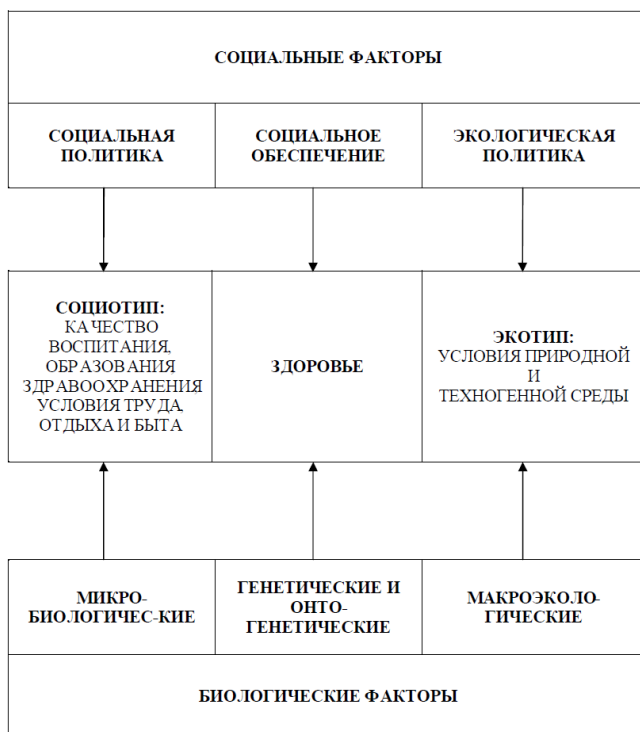 СОЦИАЛЬНЫЕ ФАКТОРЫ
СОЦИАЛЬНАЯ
ПОЛИТИКА
СОЦИАЛЬНОЕ
ОБЕСПЕЧЕНИЕ
ЭКОЛОГИЧЕСКАЯ
ПОЛИТИКА
СОЦИОТИП:
КАЧЕСТВО
ВОСПИТАНИЯ,
ОБРАЗОВАНИЯ
ЗДРАВООХРАНЕНИЯ
УСЛОВИЯ ТРУДА,
ОТДЫХА И БЫТА
ЗДОРОВЬЕ
ЭКОТИП:
УСЛОВИЯ ПРИРОДНОЙ
И
ТЕХНОГЕННОЙ СРЕДЫ
МИКРО-
БИОЛОГИЧЕС-КИЕ
ГЕНЕТИЧЕСКИЕ И
ОНТО-
ГЕНЕТИЧЕСКИЕ
МАКРОЭКОЛО-
ГИЧЕСКИЕ
БИОЛОГИЧЕСКИЕ ФАКТОРЫ